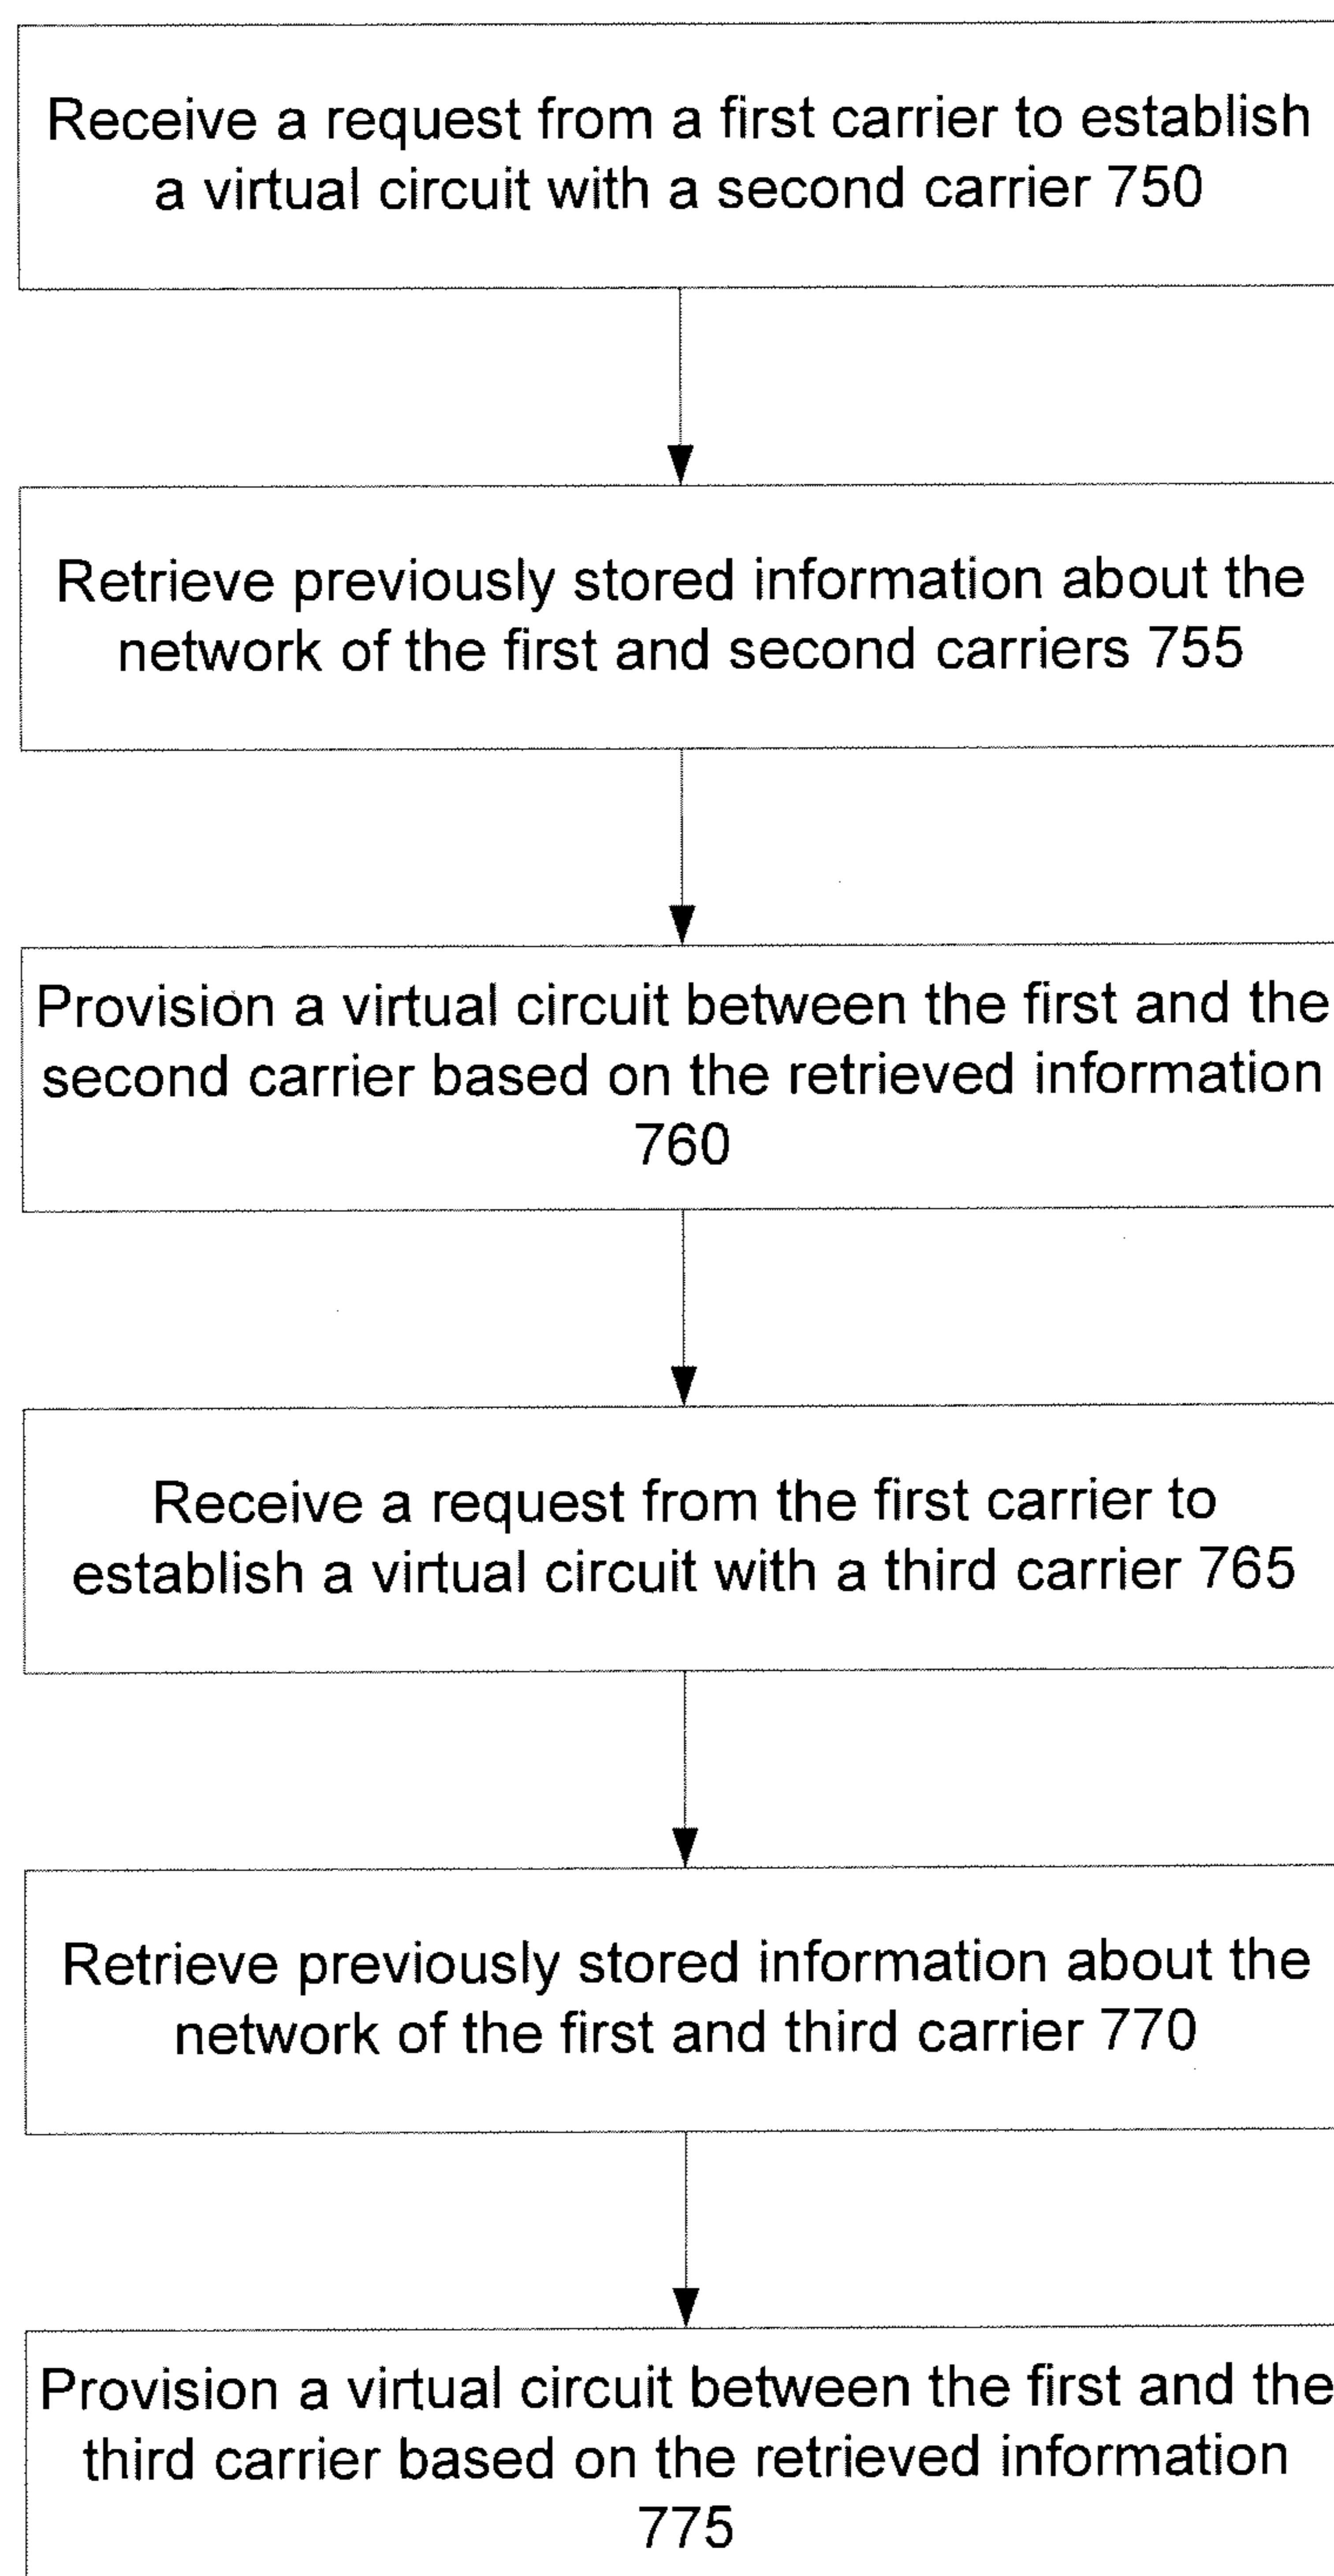 Receive a request from a first carrier to establish
a virtual circuit with a second carrier 750
Retrieve previously stored information about the
network of the first and second carriers 755
Provision a virtual circuit between the first and the
second carrier based on the retrieved information
760
Receive a request from the first carrier to
establish a virtual circuit with a third carrier 765
Retrieve previously stored information about the
network of the first and third carrier 770
Provision a virtual circuit between the first and the
third carrier based on the retrieved information
775